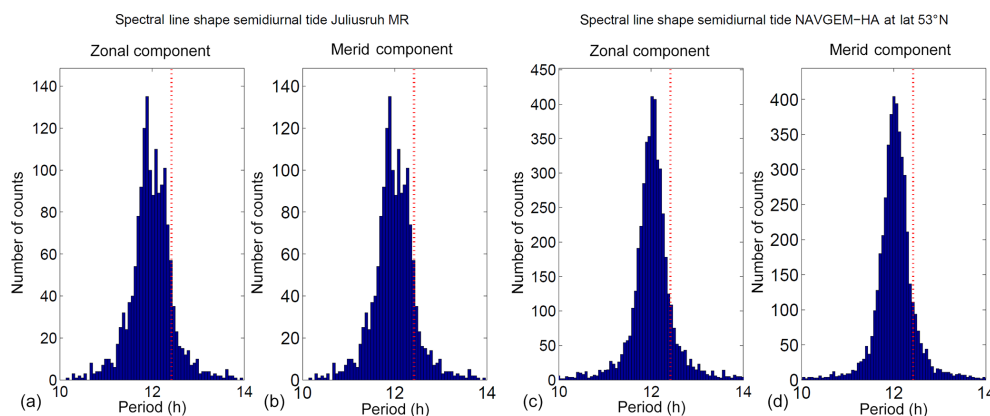 Spectral line shape semidiurnal tide Juliusruh MR
Spectral line shape semidiurnal tide NAVGEM−HA at lat 53°N
Zonal component
Merid component
Zonal component
Merid component
Number of counts
140
120
100
80
60
40
20
0
10
12
14
Period (h)
(a)
Number of counts
140
120
100
80
60
40
20
0
10
12
14
Period (h)
(b)
Number of counts
450
400
350
300
250
200
150
100
50
0
10
12
14
Period (h)
(c)
Number of counts
400
350
300
250
200
150
100
50
0
10
12
14
Period (h)
(d)